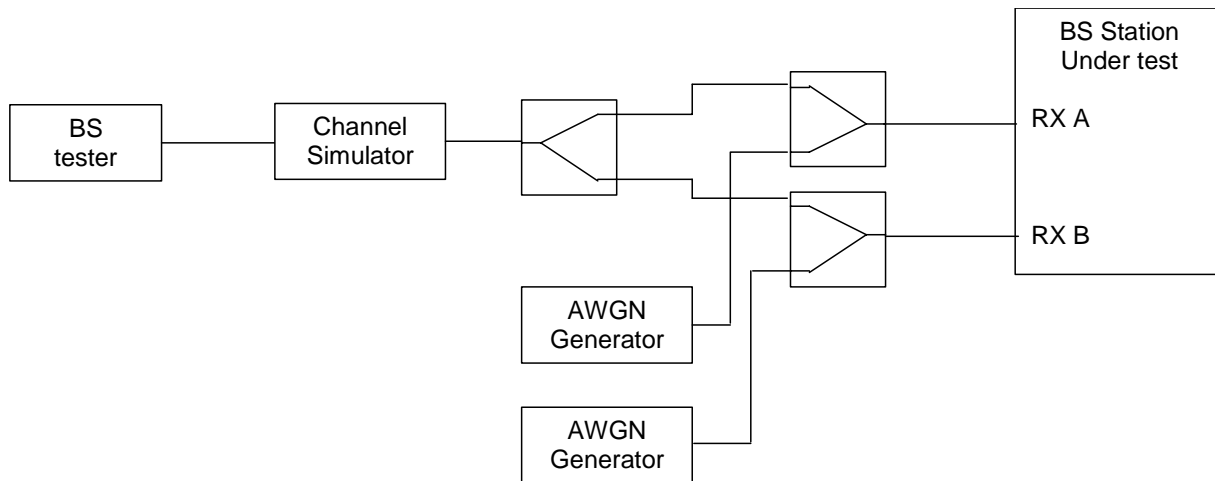 BS Station
Under test
BS
tester
Channel
Simulator
RX A
RX B
AWGN
Generator
AWGN
Generator